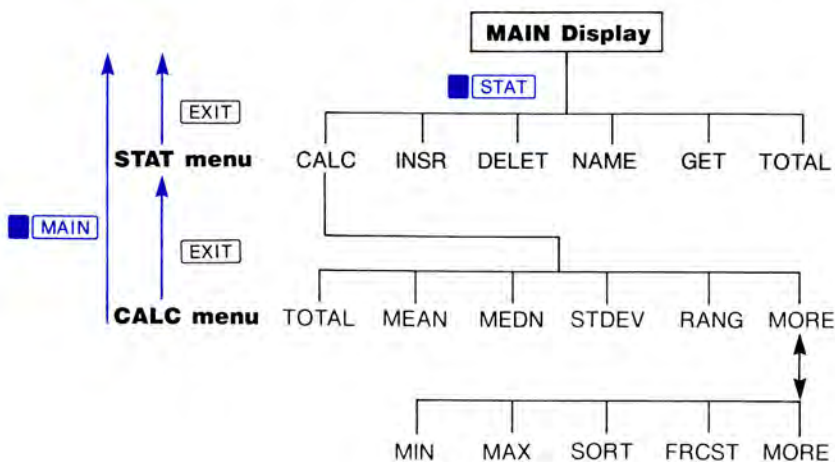 MAIN Display
STAT
EXIT
STAT menu CALC INSR DELET NAME GET TOTAL
MAIN
EXIT
CALC menu TOTAL MEAN MEDN STDEV RANG MORE
MIN MAX SORT FRCST MORE